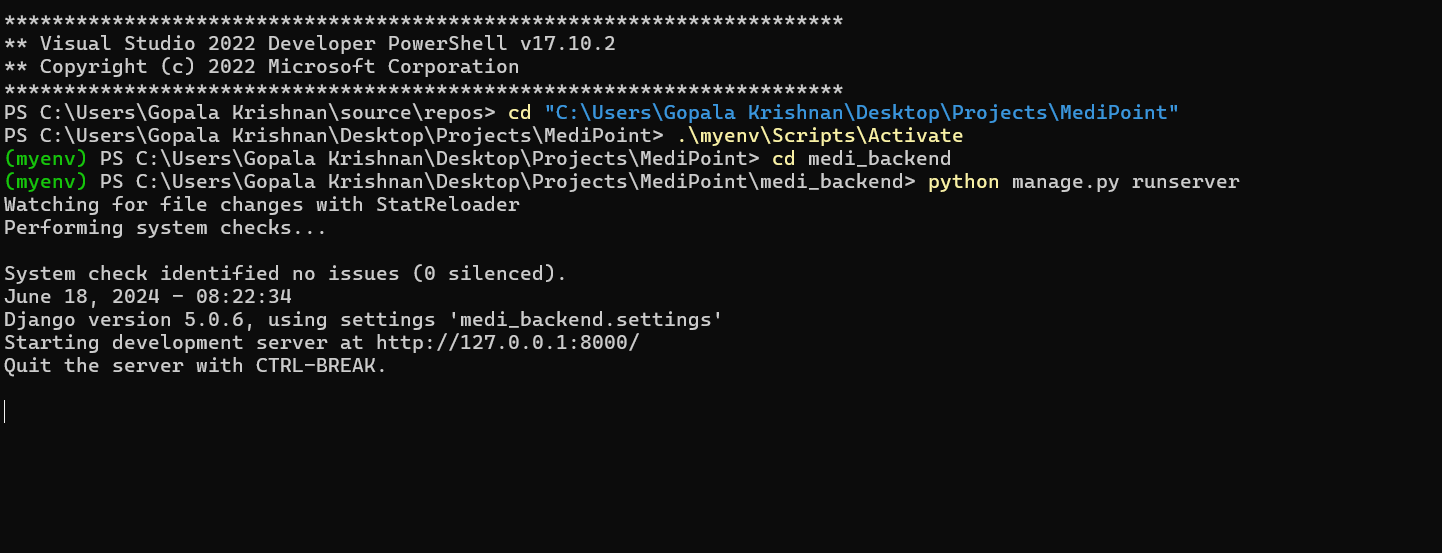 **********************************************************************
** Visual Studio 2022 Developer PowerShell v17.10.2
** Copyright (c) 2022 Microsoft Corporation
**********************************************************************
PS C:\Users\Gopala Krishnan\source\repos> cd "C:\Users\Gopala Krishnan\Desktop\Projects\MediPoint"
PS C:\Users\Gopala Krishnan\Desktop\Projects\MediPoint> .\myenv\Scripts\Activate
(myenv) PS C:\Users\Gopala Krishnan\Desktop\Projects\MediPoint> cd medi_backend
(myenv) PS C:\Users\Gopala Krishnan\Desktop\Projects\MediPoint\medi_backend> python manage.py runserver
Watching for file changes with StatReloader
Performing system checks...
System check identified no issues (0 silenced).
June 18, 2024 - 08:22:34
Django version 5.0.6, using settings 'medi_backend.settings'
Starting development server at http://127.0.0.1:8000/
Quit the server with CTRL-BREAK.